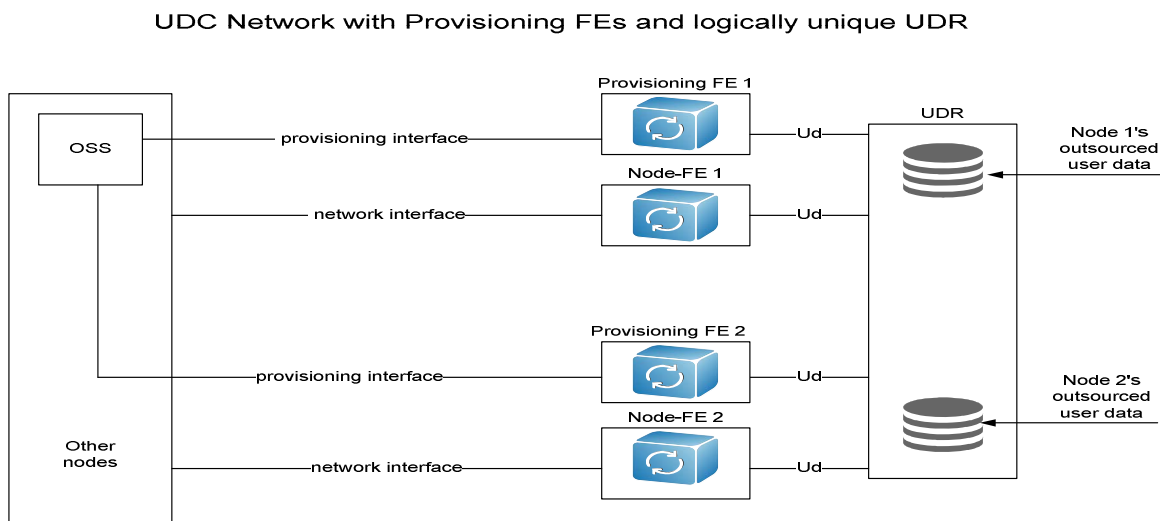 UDC Network with Provisioning FEs and logically unique UDR
Provisioning FE 1
OSS
provisioning interface
Ud
UDR
Node 1's
outsourced
user data
Node-FE 1
network interface
Ud
Provisioning FE 2
provisioning interface
Ud
Node 2's
outsourced
user data
Node-FE 2
Other
nodes
network interface
Ud